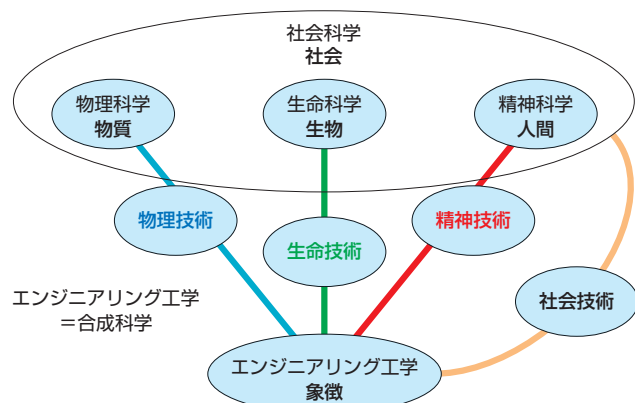 社会科学
社会
物理科学
物質
生命科学
生物
精神科学
人間
物理技術
生命技術
精神技術
社会技術
エンジニアリング工学
＝合成科学
エンジニアリング工学
象徴